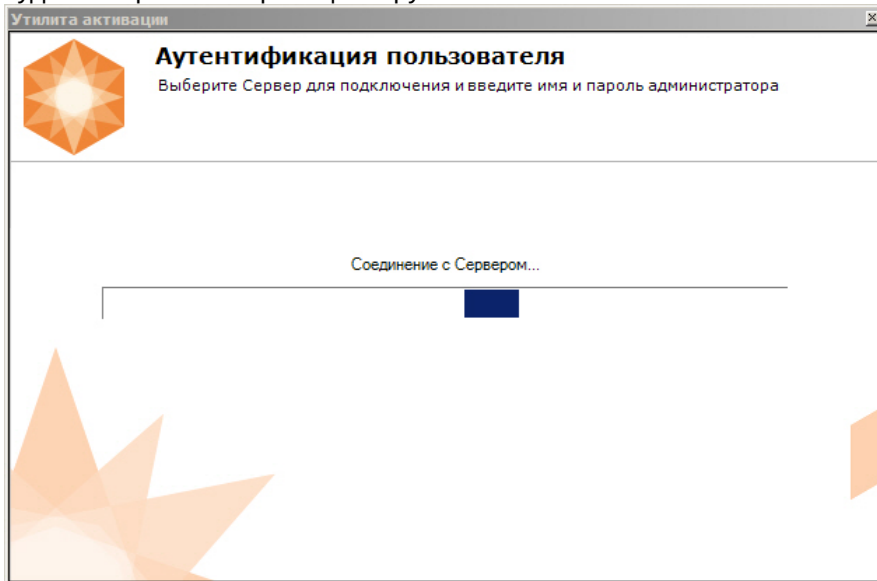 Утилита активации
Аутентификация пользователя
Выберите Сервер для подключения и введите имя и пароль администратора
Соединение с Сервером...